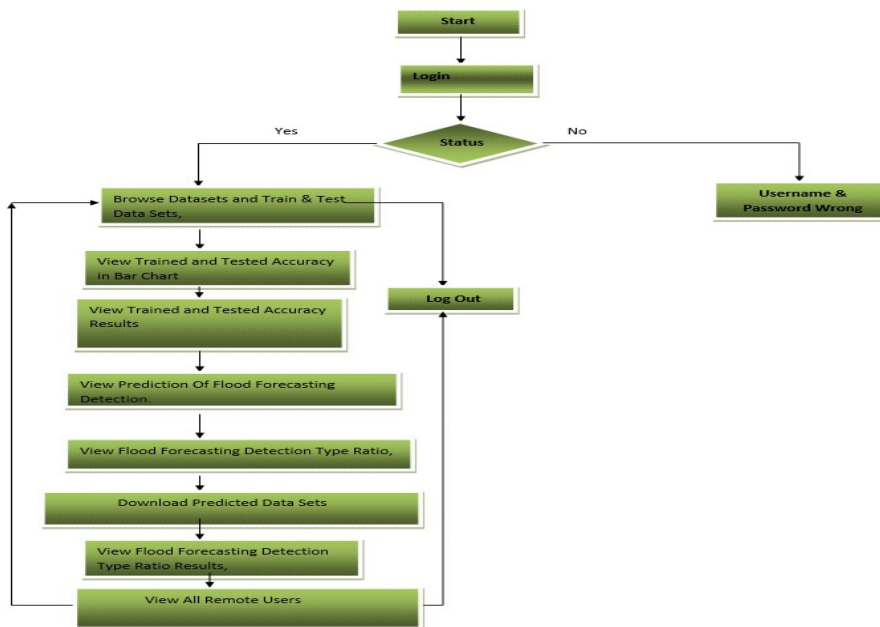 Start
Login
Status
Yes
No
Browse Datasets and Train & Test
Data Sets,
Username &
Password Wrong
View Trained and Tested Accuracy
in Bar Chart
Log Out
View Trained and Tested Accuracy
Results
View Prediction Of Flood Forecasting
Detection..
View Flood Forecasting Detection Type Ratio,
Download Predicted Data Sets
View Flood Forecasting Detection
Type Ratio Results,
View All Remote Users